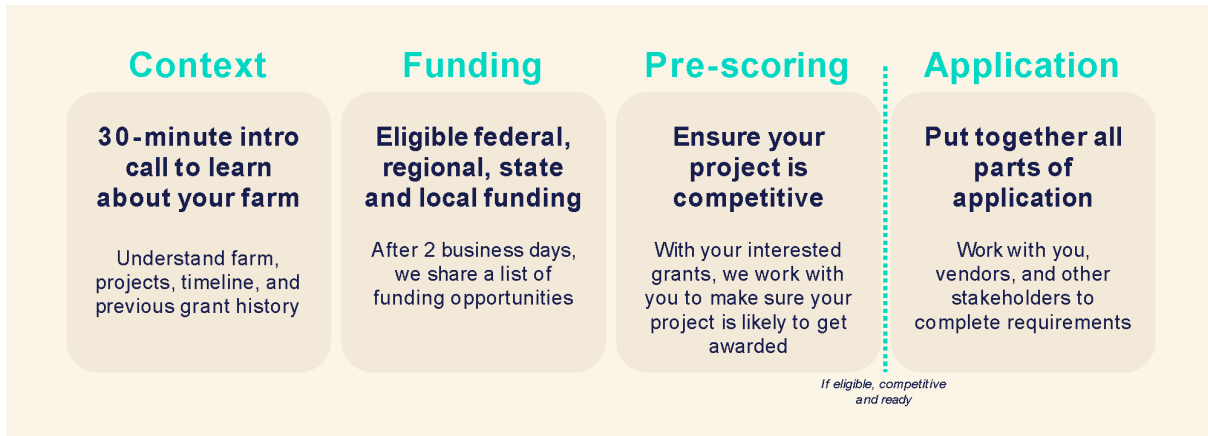 Context
30-minute intro
call to learn
about your farm
Understand farm,
projects, timeline, and
previous grant history
Funding
Eligible federal,
regional, state
and local funding
After 2 business days,
we share a list of
funding opportunities
Pre-scoring
Ensure your
project is
competitive
With your interested
grants, we work with
you to make sure your
project is likely to get
awarded
Application
Put together all
parts of
application
Work with you,
vendors, and other
stakeholders to
complete requirements
If eligible, competitive
and ready